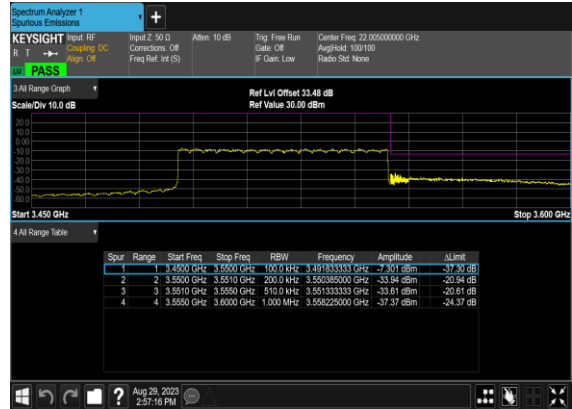 Spectrum Analyzer 1
Spurious Emissions
+
KEYSIGHT Input: RF Input Z: 50 Ω Atten: 10 dB Trig: Free Run Center Freq: 22.005000000 GHz
R T Coupling: DC Corrections: Off Gate: Off Avg|Hold: 100/100
Align: Off Freq Ref: Int (S) IF Gain: Low Radio Std: None
PASS
3 All Range Graph
Ref Lvl Offset 33.48 dB
Scale/Div 10.0 dB Ref Value 30.00 dBm
20.0
10.0
0.00
-10.0
-20.0
-30.0
-40.0
-50.0
-60.0
Start 3.450 GHz Stop 3.600 GHz
4 All Range Table
Spur Range Start Freq Stop Freq RBW Frequency Amplitude ΔLimit
1 1 3.4500 GHz 3.5500 GHz 100.0 kHz 3.491833333 GHz -7.301 dBm -37.30 dB
2 2 3.5500 GHz 3.5510 GHz 200.0 kHz 3.550385000 GHz -33.94 dBm -20.94 dB
3 3 3.5510 GHz 3.5550 GHz 510.0 kHz 3.551333333 GHz -33.61 dBm -20.61 dB
4 4 3.5550 GHz 3.6000 GHz 1.000 MHz 3.558225000 GHz -37.37 dBm -24.37 dB
? Aug 29, 2023
2:57:16 PM